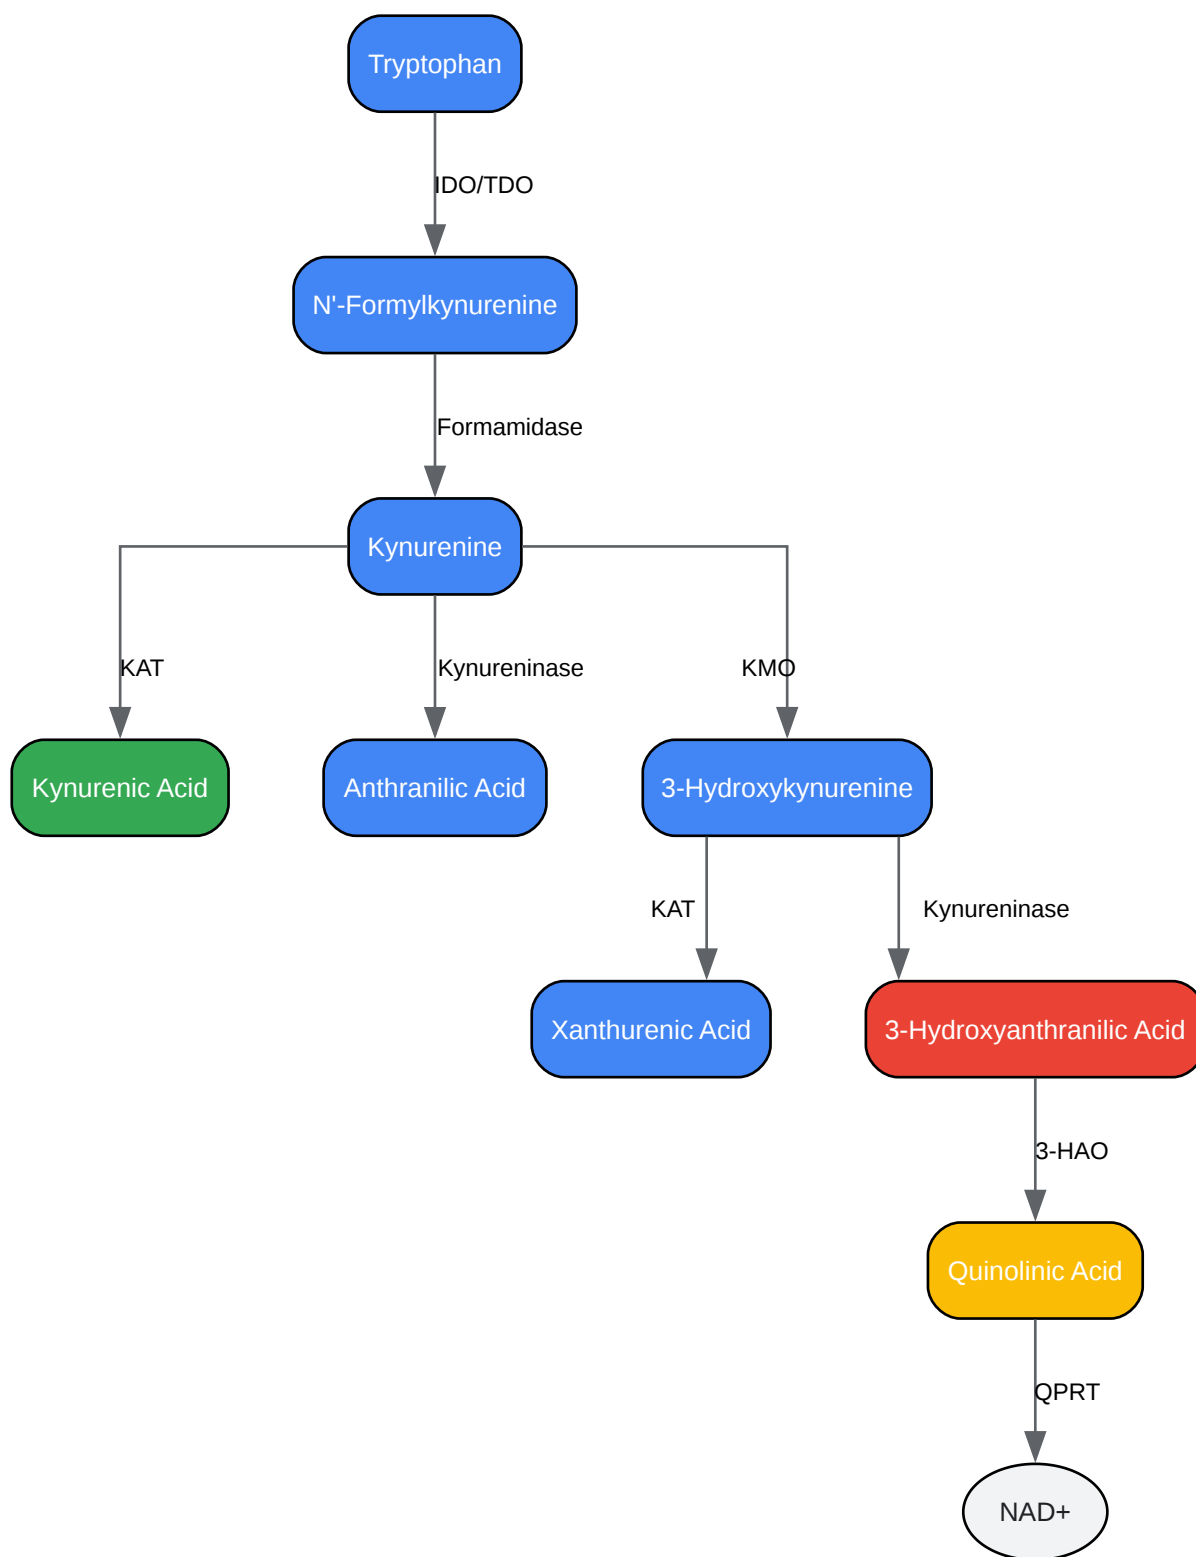 Tryptophan
IDO/TDO
N'-Formylkynurenine
Formamidase
Kynurenine
KAT
Kynureninase
KMO
Kynurenic Acid
Anthranilic Acid
3-Hydroxykynurenine
KAT
Kynureninase
Xanthurenic Acid
3-Hydroxyanthranilic Acid
3-HAO
Quinolinic Acid
QPRT
NAD+